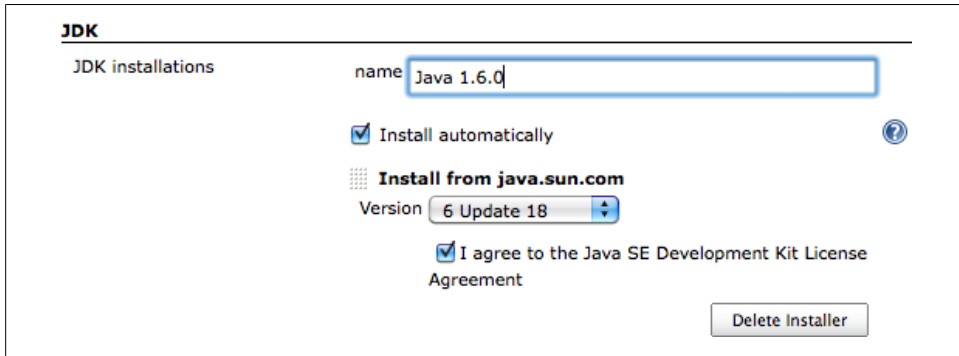 JDK
JDK installations
name Java 1.6.0
Install automatically
Install from java.sun.com
Version 6 Update 18
I agree to the Java SE Development Kit License
Agreement
Delete Installer